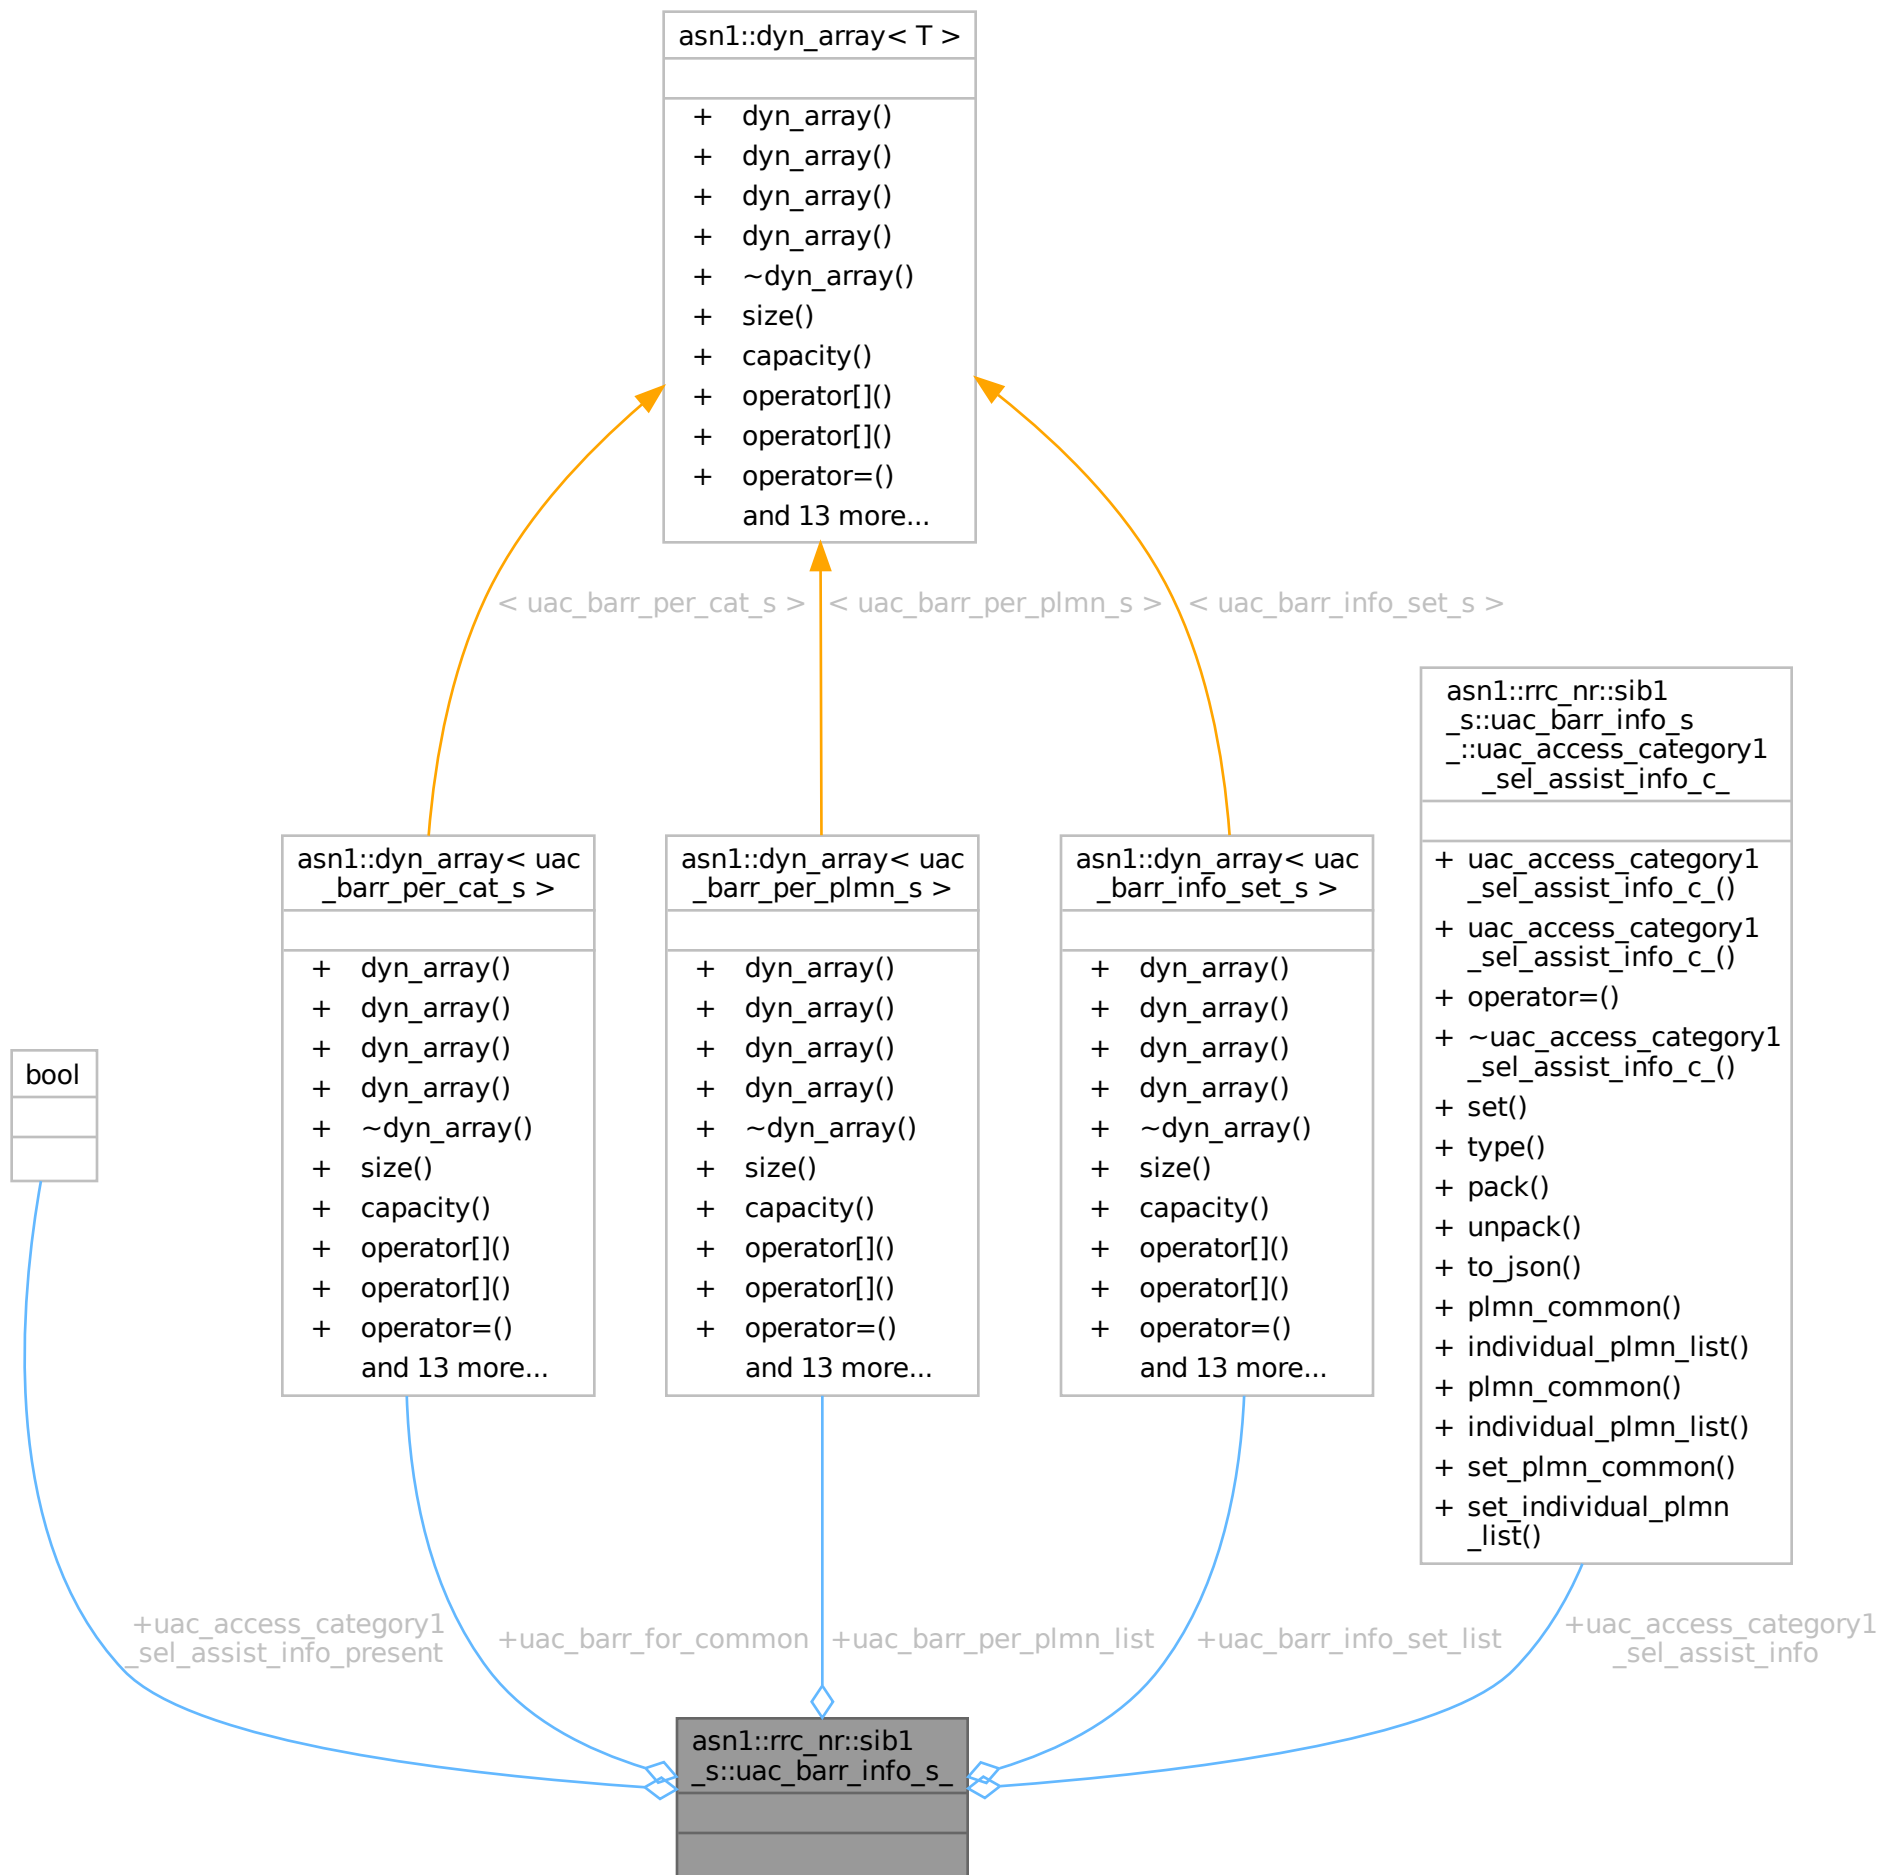 asn1::dyn_array< T >
+ dyn_array()
+ dyn_array()
+ dyn_array()
+ dyn_array()
+ ~dyn_array()
+ size()
+ capacity()
+ operator[]()
+ operator[]()
+ operator=()
and 13 more...
< uac_barr_per_cat_s >
< uac_barr_per_plmn_s >
< uac_barr_info_set_s >
bool
asn1::dyn_array< uac
_barr_per_cat_s >
+ dyn_array()
+ dyn_array()
+ dyn_array()
+ dyn_array()
+ ~dyn_array()
+ size()
+ capacity()
+ operator[]()
+ operator[]()
+ operator=()
and 13 more...
asn1::dyn_array< uac
_barr_per_plmn_s >
+ dyn_array()
+ dyn_array()
+ dyn_array()
+ dyn_array()
+ ~dyn_array()
+ size()
+ capacity()
+ operator[]()
+ operator[]()
+ operator=()
and 13 more...
asn1::dyn_array< uac
_barr_info_set_s >
+ dyn_array()
+ dyn_array()
+ dyn_array()
+ dyn_array()
+ ~dyn_array()
+ size()
+ capacity()
+ operator[]()
+ operator[]()
+ operator=()
and 13 more...
asn1::rrc_nr::sib1
_s::uac_barr_info_s
_::uac_access_category1
_sel_assist_info_c_
+ uac_access_category1
_sel_assist_info_c_()
+ uac_access_category1
_sel_assist_info_c_()
+ operator=()
+ ~uac_access_category1
_sel_assist_info_c_()
+ set()
+ type()
+ pack()
+ unpack()
+ to_json()
+ plmn_common()
+ individual_plmn_list()
+ plmn_common()
+ individual_plmn_list()
+ set_plmn_common()
+ set_individual_plmn
_list()
+uac_access_category1
_sel_assist_info_present
+uac_barr_for_common
+uac_barr_per_plmn_list
+uac_barr_info_set_list
+uac_access_category1
_sel_assist_info
asn1::rrc_nr::sib1
_s::uac_barr_info_s_